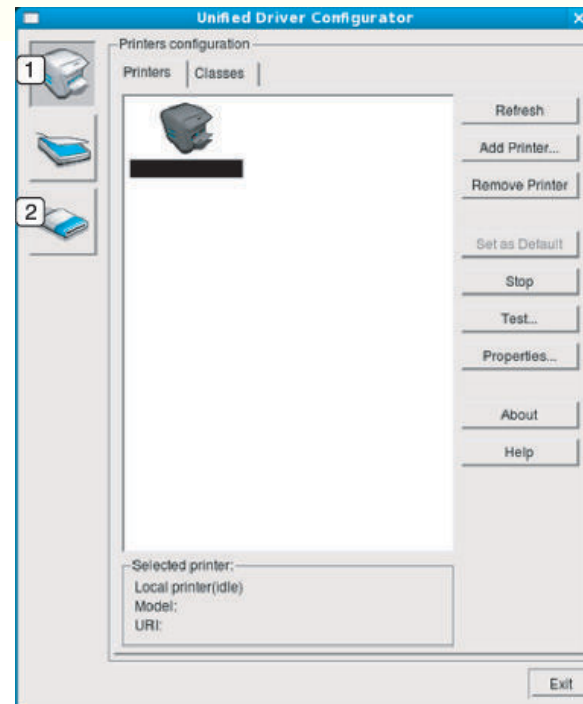 Unified Driver Configurator
1
2
Printers configuration
Printers
Classes
Refresh
Add Printer...
Remove Printer
Set as Default
Stop
Test...
Properties...
About
Help
Selected printer:
Local printer(idle)
Model:
URI:
Exit